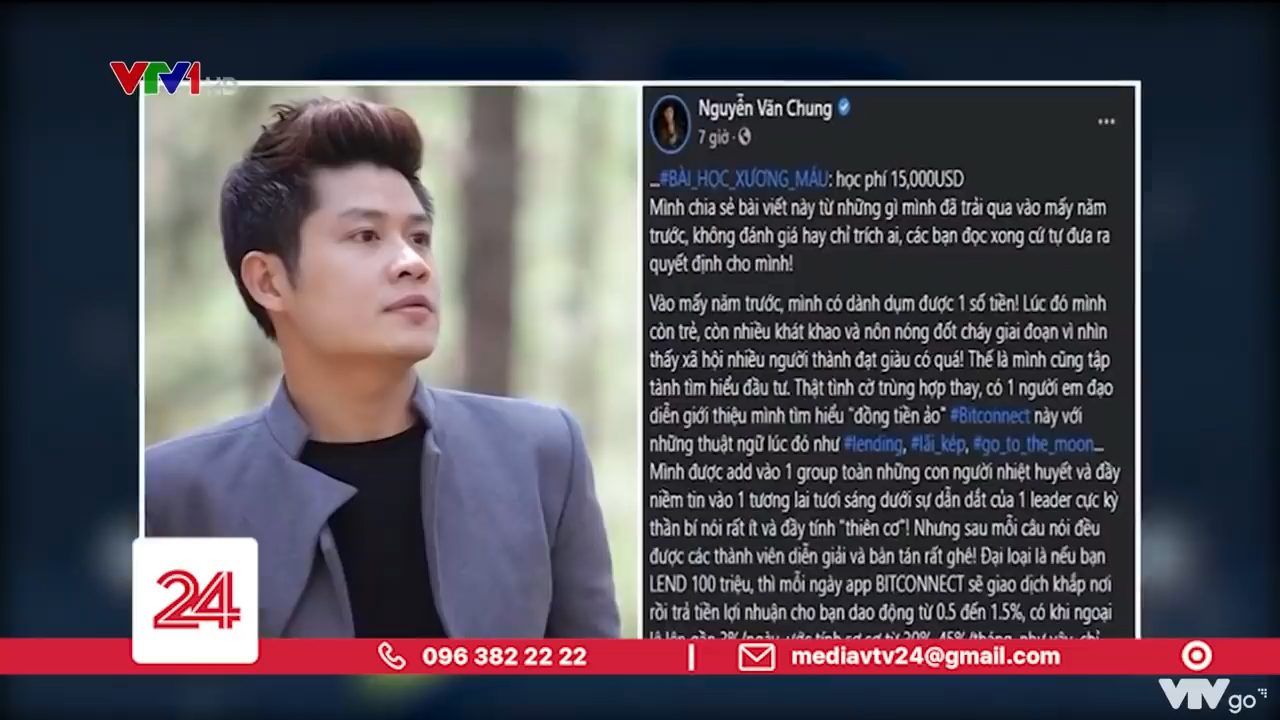 VTV1 HD
Nguyễn Văn Chung
7 giờ ·
...#BÀI_HỌC_XƯƠNG_MÁU: học phí 15,000USD
Mình chia sẻ bài viết này từ những gì mình đã trải qua vào mấy năm
trước, không đánh giá hay chỉ trích ai, các bạn đọc xong cứ tự đưa ra
quyết định cho mình!
Vào mấy năm trước, mình có dành dụm được 1 số tiền! Lúc đó mình
còn trẻ, còn nhiều khát khao và nôn nóng đốt cháy giai đoạn vì nhìn
thấy xã hội nhiều người thành đạt giàu có quá! Thế là mình cũng tập
tành tìm hiểu đầu tư. Thật tình cờ trùng hợp thay, có 1 người em đạo
diễn giới thiệu mình tìm hiểu "đồng tiền ảo" #Bitconnect này với
những thuật ngữ lúc đó như #lending, #lãi_kép, #go_to_the_moon...
Mình được add vào 1 group toàn những con người nhiệt huyết và đầy
niềm tin vào 1 tương lai tươi sáng dưới sự dẫn dắt của 1 leader cực kỳ
thần bí nói rất ít và đầy tính "thiên cơ"! Nhưng sau mỗi câu nói đều
được các thành viên diễn giải và bàn tán rất ghê! Đại loại là nếu bạn
LEND 100 triệu, thì mỗi ngày app BITCONNECT sẽ giao dịch khắp nơi
rồi trả tiền lợi nhuận cho bạn dao động từ 0.5 đến 1.5%, có khi ngoại
24
096 382 22 22 | mediavtv24@gmail.com
VTV go